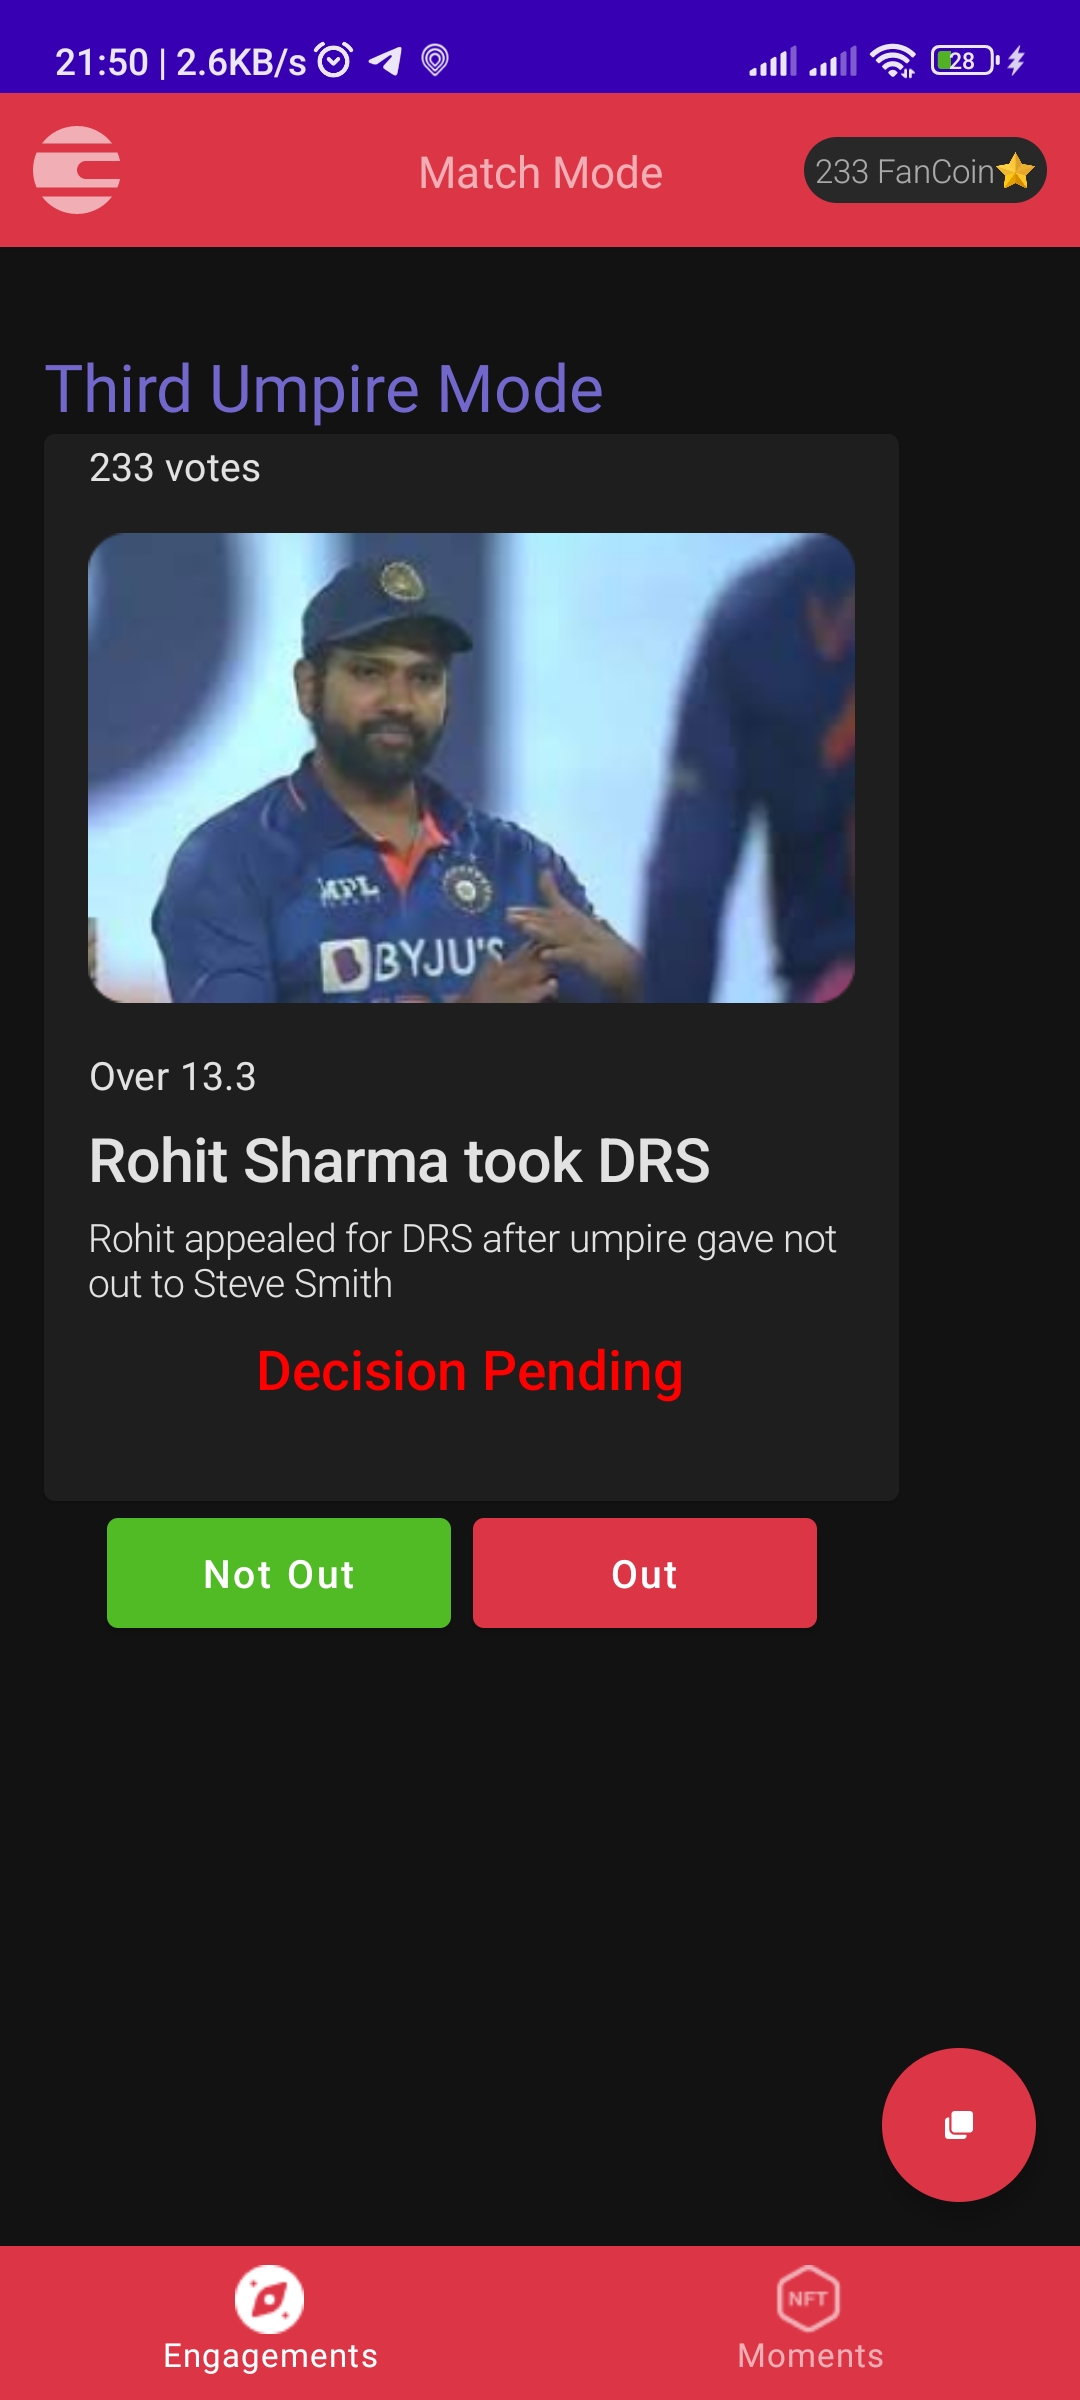 21:50 | 2.6KB/s
28
Match Mode
233 FanCoin
Third Umpire Mode
233 votes
MPL
BYJU'S
Over 13.3
Rohit Sharma took DRS
Rohit appealed for DRS after umpire gave not
out to Steve Smith
Decision Pending
Not Out
Out
NFT
Engagements
Moments